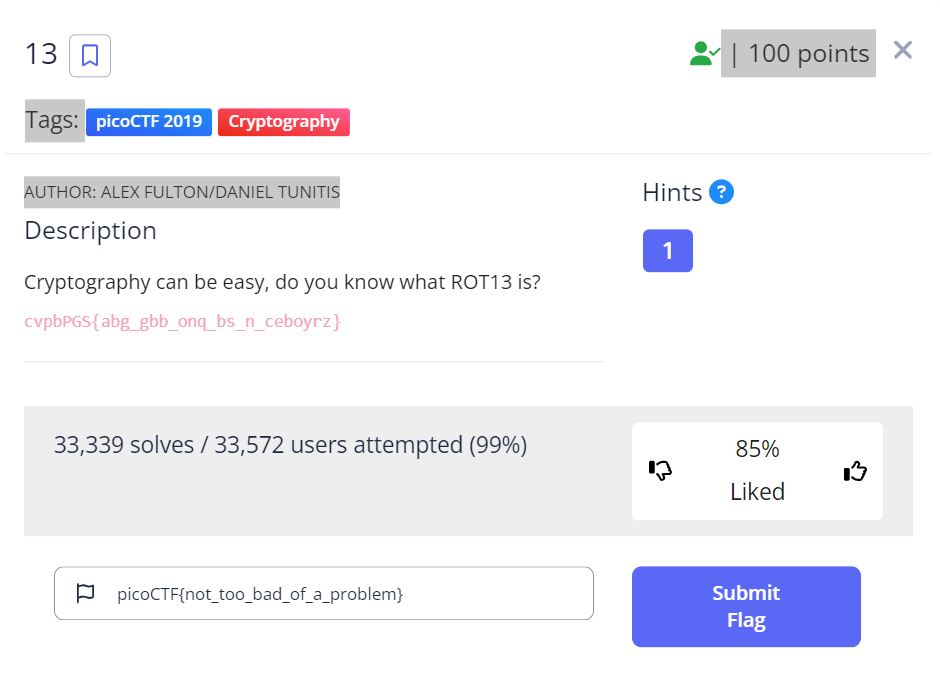 13
| 100 points
Tags: picoCTF 2019 Cryptography
AUTHOR: ALEX FULTON/DANIEL TUNITIS
Description
Cryptography can be easy, do you know what ROT13 is?
cvpbPGS{abg_gbb_onq_bs_n_ceboyrz}
Hints ?
1
33,339 solves / 33,572 users attempted (99%)
85%
Liked
picoCTF{not_too_bad_of_a_problem}
Submit
Flag